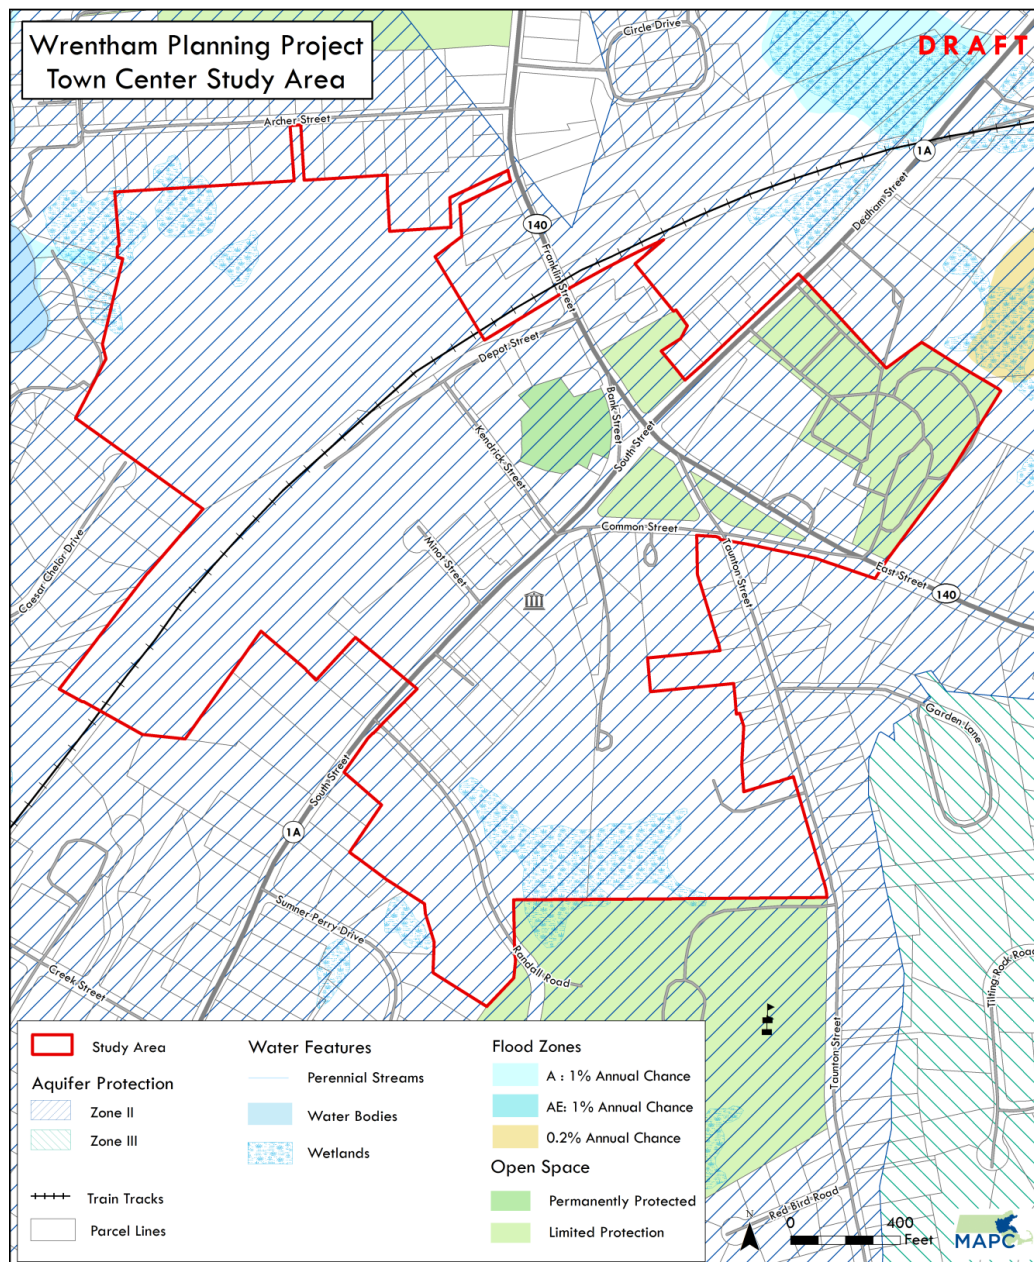 Wrentham Planning Project
Town Center Study Area
DRAFT
Circle Drive
Archer Street
1A
Dedham Street
140
Franklin Street
Depot Street
Bank Street
South Street
Kendrick Street
Common Street
Minot Street
Taunton Street
East Street
140
Caesar Chelor Drive
Garden Lane
South Street
1A
Sumner Perry Drive
Randall Road
Creek Street
Tilting Rock Road
Taunton Street
Red Bird Road
Study Area
Aquifer Protection
Zone II
Zone III
Train Tracks
Parcel Lines
Water Features
Perennial Streams
Water Bodies
Wetlands
Flood Zones
A : 1% Annual Chance
AE: 1% Annual Chance
0.2% Annual Chance
Open Space
Permanently Protected
Limited Protection
N
0 400
Feet
MAPC